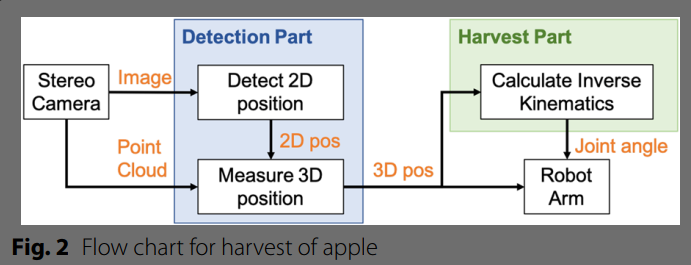 Detection Part
Harvest Part
Stereo
Camera
Image
Detect 2D
position
Calculate Inverse
Kinematics
Point
Cloud
2D pos
Joint angle
Measure 3D
position
3D pos
Robot
Arm
Fig. 2 Flow chart for harvest of apple